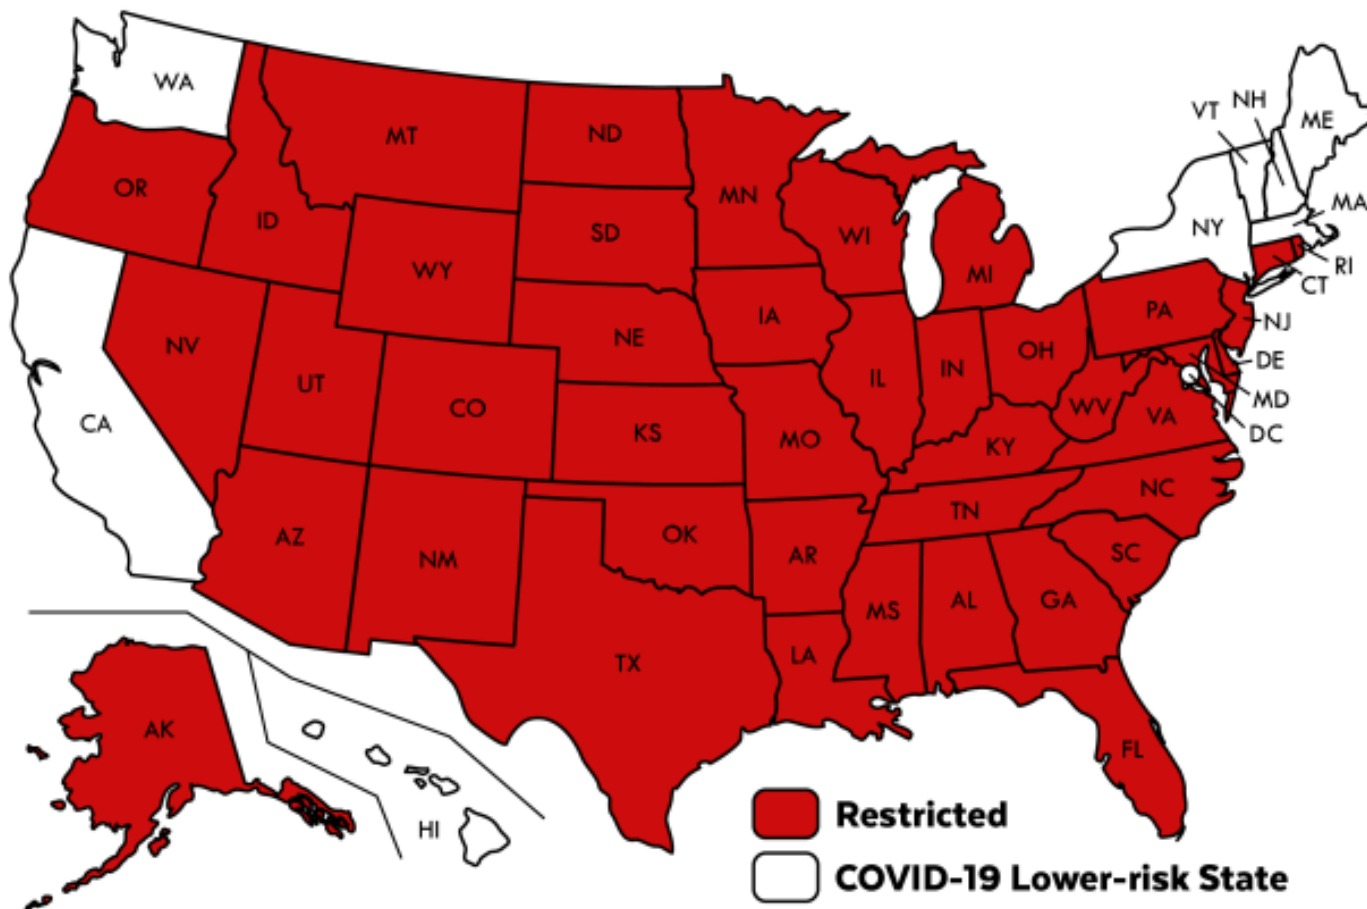 WA
MT
ND
MN
OR
ID
SD
WI
MI
WY
VT
NH
ME
NY
MA
RI
CT
NV
UT
CO
NE
IA
IL
IN
OH
PA
NJ
DE
MD
DC
CA
KS
MO
KY
WV
VA
AZ
NM
OK
AR
TN
NC
SC
MS
AL
GA
TX
LA
FL
AK
HI
Restricted
COVID-19 Lower-risk State